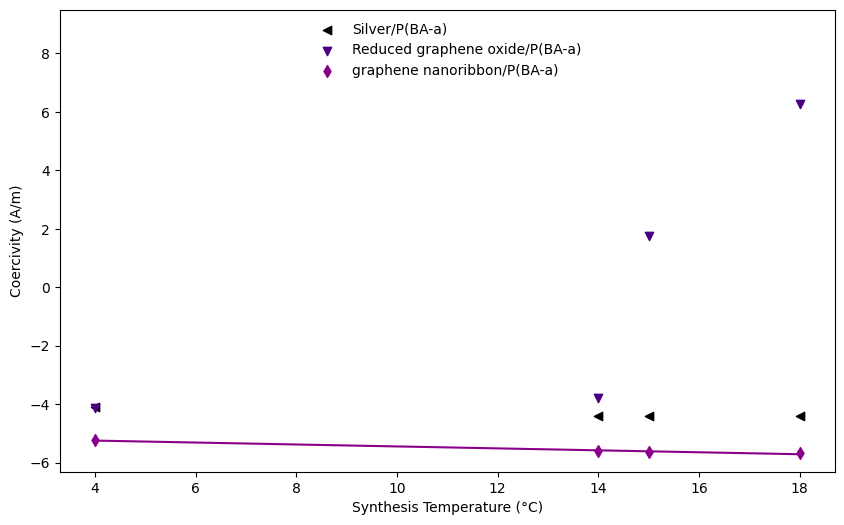 Silver/P(BA-a)
Reduced graphene oxide/P(BA-a)
graphene nanoribbon/P(BA-a)
8
6
4
2
0
−2
−4
−6
Coercivity (A/m)
4 6 8 10 12 14 16 18
Synthesis Temperature (°C)